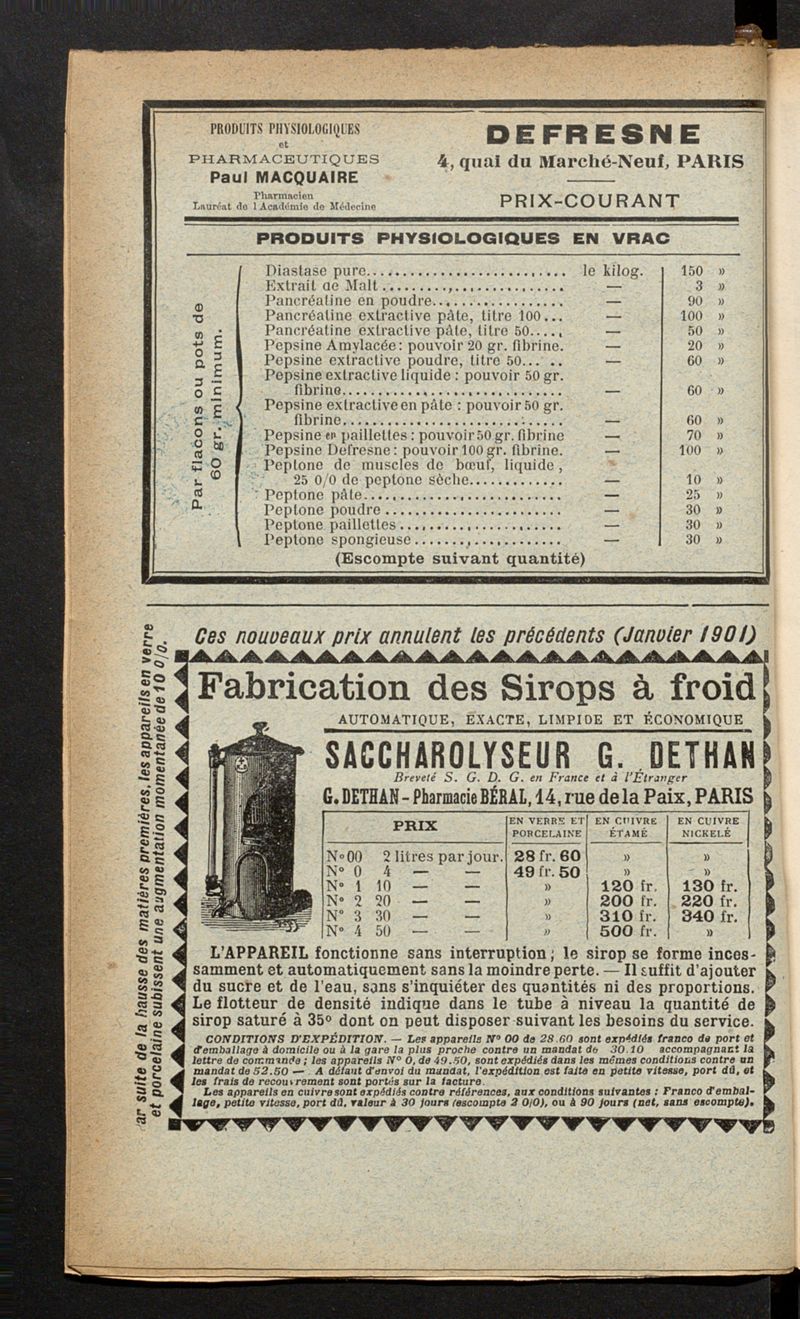 PRODUITS PHYSIOLOGIQUES
et
PHARMACEUTIQUES
Paul MACQUAIRE
Pharmacien
Lauréat de l'Académie de Médecine
DEFRESNE
4, quai du Marché-Neuf, PARIS
PRIX-COURANT
PRODUITS PHYSIOLOGIQUES EN VRAC
Par flacons ou pots de
60 gr. minimum.
Diastase pure.......................... le kilog. 150 »
Extrait de Malt........................ — 3 »
Pancréatine en poudre.................. — 90 »
Pancréatine extractive pâte, titre 100... — 100 »
Pancréatine extractive pâte, titre 50..... — 50 »
Pepsine Amylacée: pouvoir 20 gr. fibrine. — 20 »
Pepsine extractive poudre, titre 50... .. — 60 »
Pepsine extractive liquide : pouvoir 50 gr.
fibrine............................. — 60 »
Pepsine extractive en pâte : pouvoir 50 gr.
fibrine............................. — 60 »
Pepsine en paillettes : pouvoir 50 gr. fibrine — 70 »
Pepsine Defresne: pouvoir 100 gr. fibrine. — 100 »
Peptone de muscles de bœuf, liquide,
25 0/0 de peptone sèche............. — 10 »
Peptone pâte.......................... — 25 »
Peptone poudre....................... — 30 »
Peptone paillettes..................... — 30 »
Peptone spongieuse................... — 30 »
(Escompte suivant quantité)
Ces nouveaux prix annulent les précédents (Janvier 1901)
ar suite de la hausse des matières premières, les appareils en verre
et porcelaine subissent une augmentation momentanée de 10 0/0.
Fabrication des Sirops à froid
AUTOMATIQUE, EXACTE, LIMPIDE ET ÉCONOMIQUE
SACCHAROLYSEUR G. DETHAN
Breveté S. G. D. G. en France et à l'Étranger
G. DETHAN - Pharmacie BÉRAL, 14, rue de la Paix, PARIS
PRIX | EN VERRE ET PORCELAINE | EN CUIVRE ÉTAMÉ | EN CUIVRE NICKELÉ
N° 00 2 litres par jour. 28 fr. 60 » »
N° 0 4 — — 49 fr. 50 » »
N° 1 10 — — » 120 fr. 130 fr.
N° 2 20 — — » 200 fr. 220 fr.
N° 3 30 — — » 310 fr. 340 fr.
N° 4 50 — — » 500 fr. »
L'APPAREIL fonctionne sans interruption; le sirop se forme inces-
samment et automatiquement sans la moindre perte. — Il suffit d'ajouter
du sucre et de l'eau, sans s'inquiéter des quantités ni des proportions.
Le flotteur de densité indique dans le tube à niveau la quantité de
sirop saturé à 35° dont on peut disposer suivant les besoins du service.
CONDITIONS D'EXPÉDITION. — Les appareils N° 00 de 28.60 sont expédiés franco de port et
d'emballage à domicile ou à la gare la plus proche contre un mandat de 30.10 accompagnant la
lettre de commande; les appareils N° 0, de 49.50, sont expédiés dans les mêmes conditions contre un
mandat de 52.50 — A défaut d'envoi du mandat, l'expédition est faite en petite vitesse, port dû, et
les frais de recouvrement sont portés sur la facture.
Les appareils en cuivre sont expédiés contre références, aux conditions suivantes : Franco d'embal-
lage, petite vitesse, port dû, valeur à 30 jours (escompte 2 0/0), ou à 90 jours (net, sans escompte).